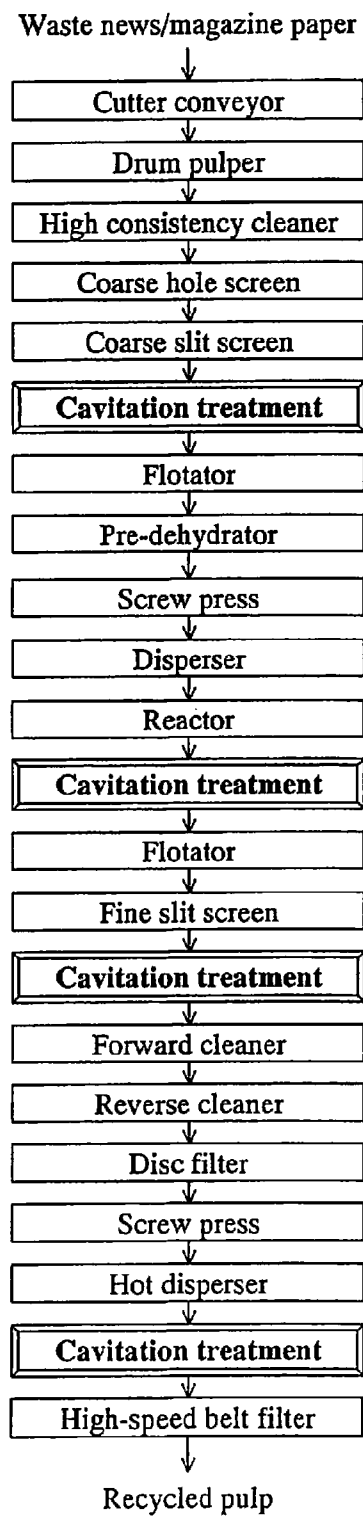 Waste news/magazine paper
Cutter conveyor
Drum pulper
High consistency cleaner
Coarse hole screen
Coarse slit screen
Cavitation treatment
Flotator
Pre-dehydrator
Screw press
Disperser
Reactor
Cavitation treatment
Flotator
Fine slit screen
Cavitation treatment
Forward cleaner
Reverse cleaner
Disc filter
Screw press
Hot disperser
Cavitation treatment
High-speed belt filter
Recycled pulp